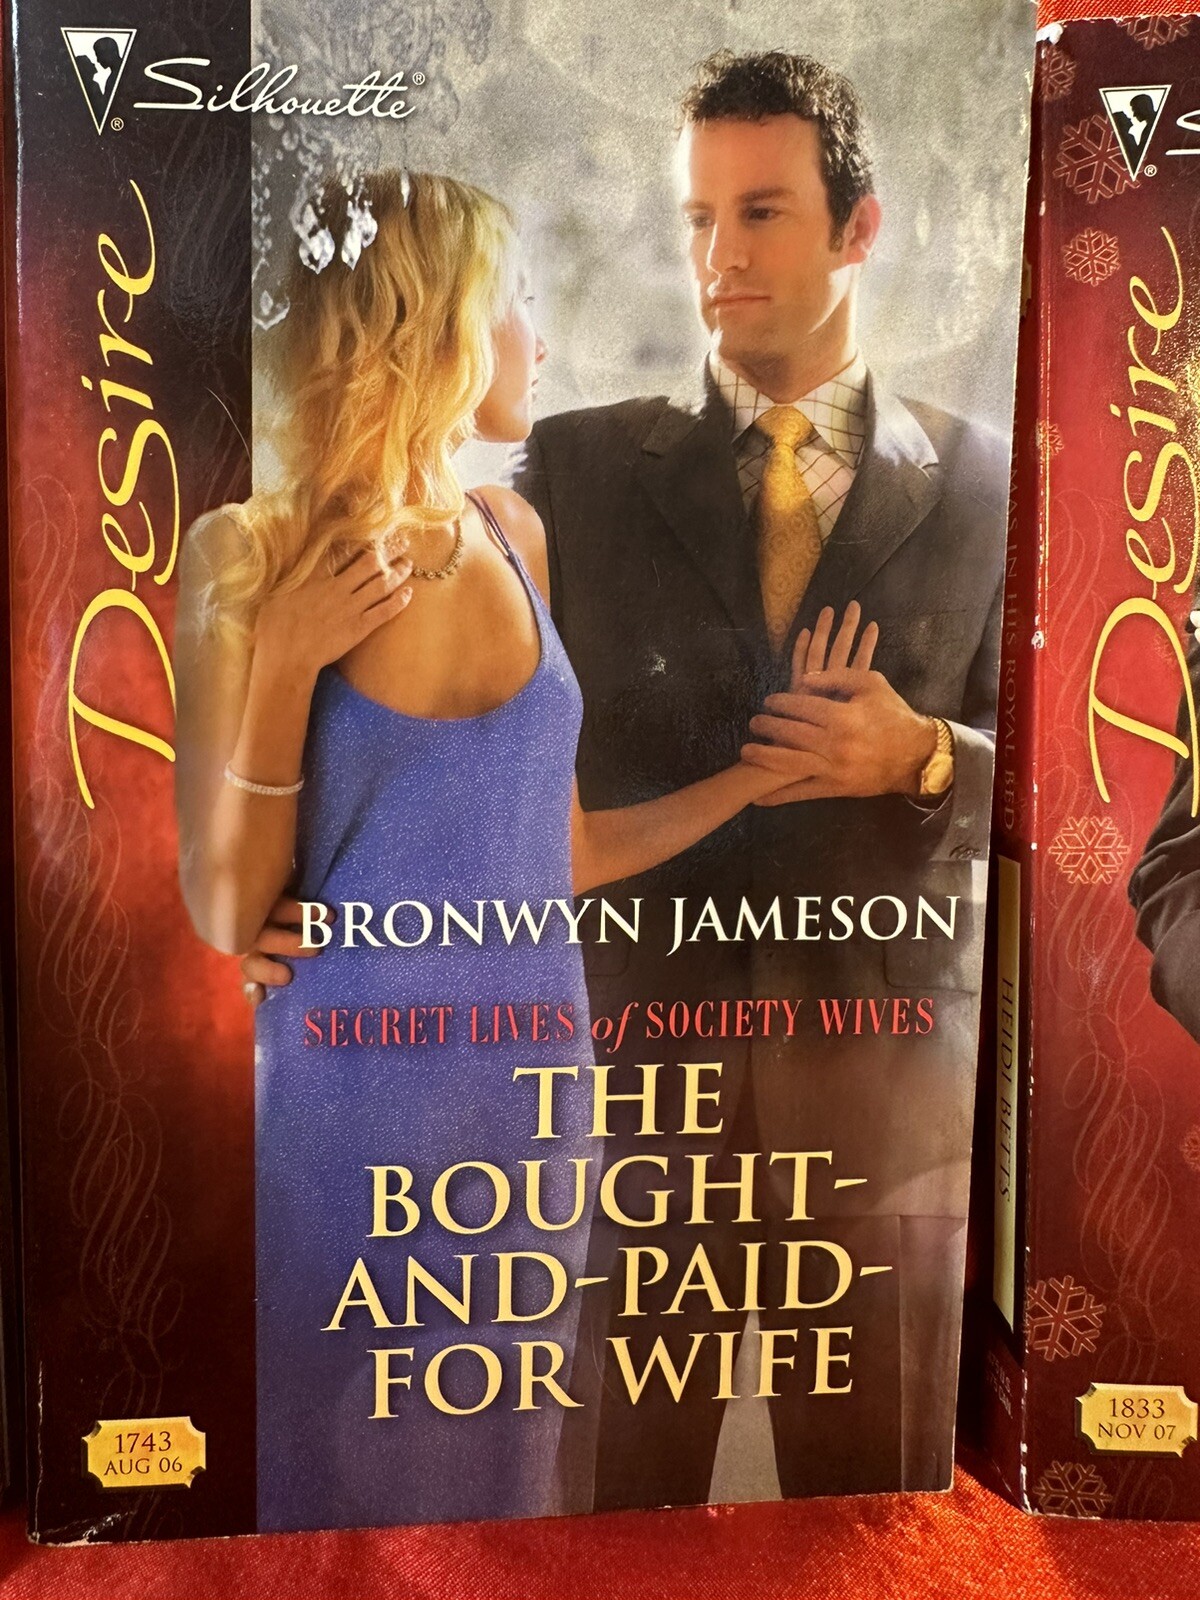 Silhouette®
Desire
BRONWYN JAMESON
SECRET LIVES of SOCIETY WIVES
THE
BOUGHT-
AND-PAID-
FOR WIFE
1743
AUG 06
HEIDI BETTS
Desire
1833
NOV 07